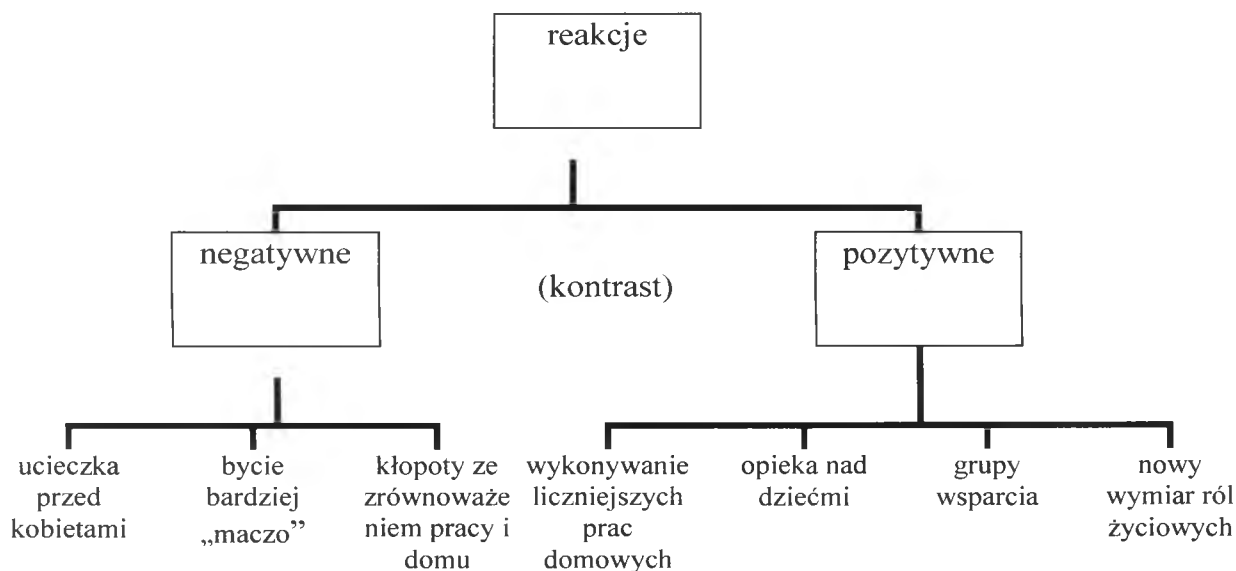 reakcje
negatywne
(kontrast)
pozytywne
ucieczka
przed
kobietami
bycie
bardziej
„maczo”
kłopoty ze
zrównoważe
niem pracy i
domu
wykonywanie
liczniejszych
prac
domowych
opieka nad
dziećmi
grupy
wsparcia
nowy
wymiar ról
życiowych